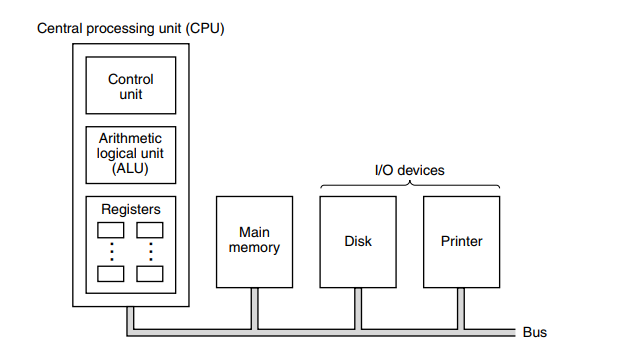 Central processing unit (CPU)
Control
unit
Arithmetic
logical unit
(ALU)
Registers
I/O devices
Main
memory
Disk
Printer
Bus